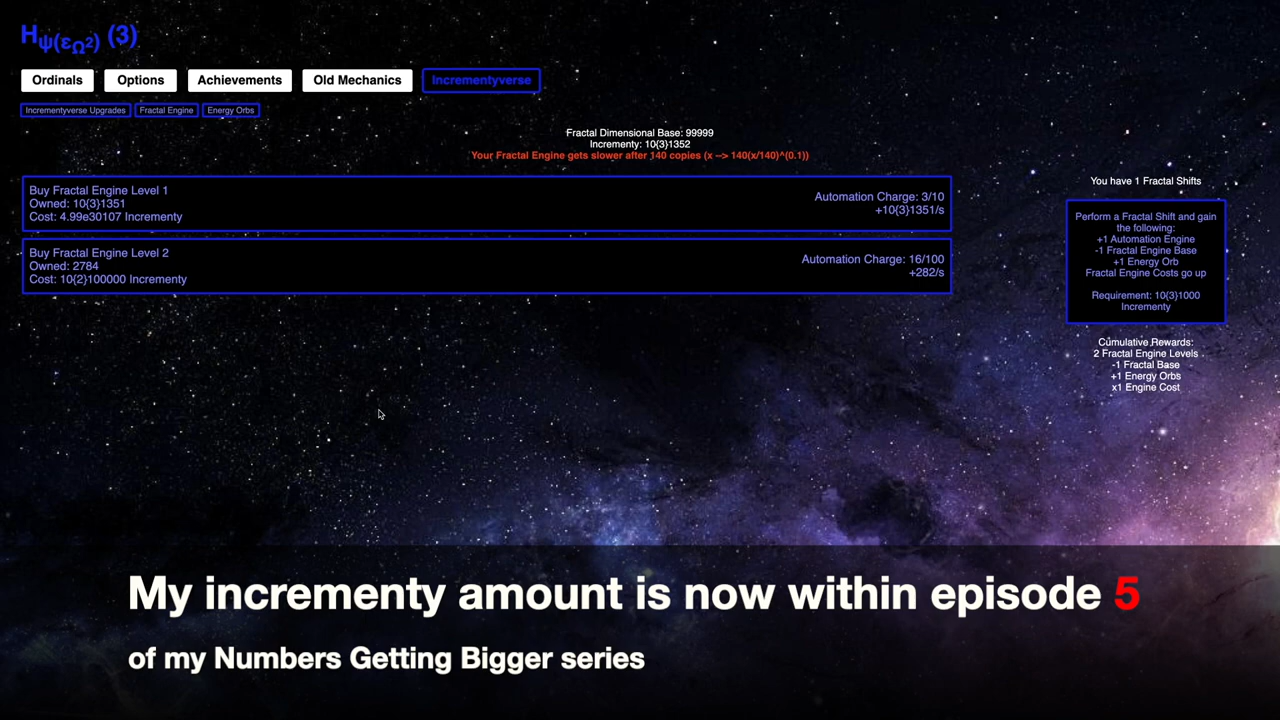 Hψ(εΩ²) (3)
Ordinals Options Achievements Old Mechanics Incrementyverse
Incrementyverse Upgrades Fractal Engine Energy Orbs
Fractal Dimensional Base: 99999
Incrementy: 10{3}1352
Your Fractal Engine gets slower after 140 copies (x --> 140(x/140)^(0.1))
Buy Fractal Engine Level 1
Owned: 10{3}1351
Cost: 4.99e30107 Incrementy
Automation Charge: 3/10
+10{3}1351/s
Buy Fractal Engine Level 2
Owned: 2784
Cost: 10{2}100000 Incrementy
Automation Charge: 16/100
+282/s
You have 1 Fractal Shifts
Perform a Fractal Shift and gain
the following:
+1 Automation Engine
-1 Fractal Engine Base
+1 Energy Orb
Fractal Engine Costs go up
Requirement: 10{3}1000
Incrementy
Cumulative Rewards:
2 Fractal Engine Levels
-1 Fractal Base
+1 Energy Orbs
x1 Engine Cost
My incrementy amount is now within episode 5
of my Numbers Getting Bigger series